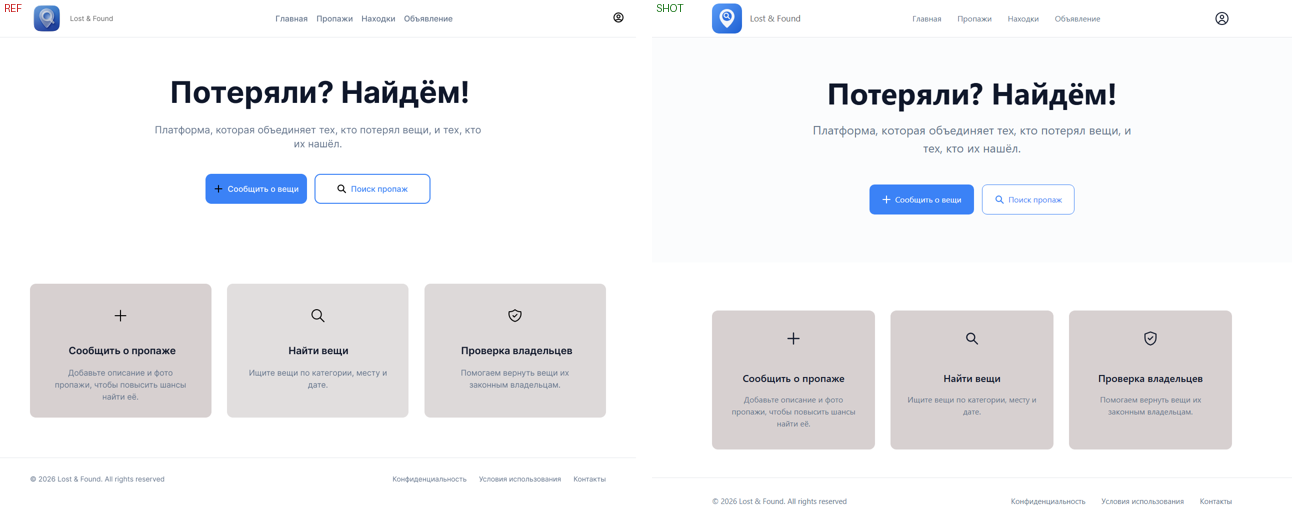 REF
Lost & Found
Главная Пропажи Находки Объявление
Потеряли? Найдём!
Платформа, которая объединяет тех, кто потерял вещи, и тех, кто
их нашёл.
Сообщить о вещи
Поиск пропаж
Сообщить о пропаже
Добавьте описание и фото
пропажи, чтобы повысить шансы
найти её.
Найти вещи
Ищите вещи по категории, месту и
дате.
Проверка владельцев
Помогаем вернуть вещи их
законным владельцам.
© 2026 Lost & Found. All rights reserved
Конфиденциальность Условия использования Контакты
SHOT
Lost & Found
Главная Пропажи Находки Объявление
Потеряли? Найдём!
Платформа, которая объединяет тех, кто потерял вещи, и
тех, кто их нашёл.
Сообщить о вещи
Поиск пропаж
Сообщить о пропаже
Добавьте описание и фото
пропажи, чтобы повысить шансы
найти её.
Найти вещи
Ищите вещи по категории, месту и
дате.
Проверка владельцев
Помогаем вернуть вещи их
законным владельцам.
© 2026 Lost & Found. All rights reserved
Конфиденциальность Условия использования Контакты